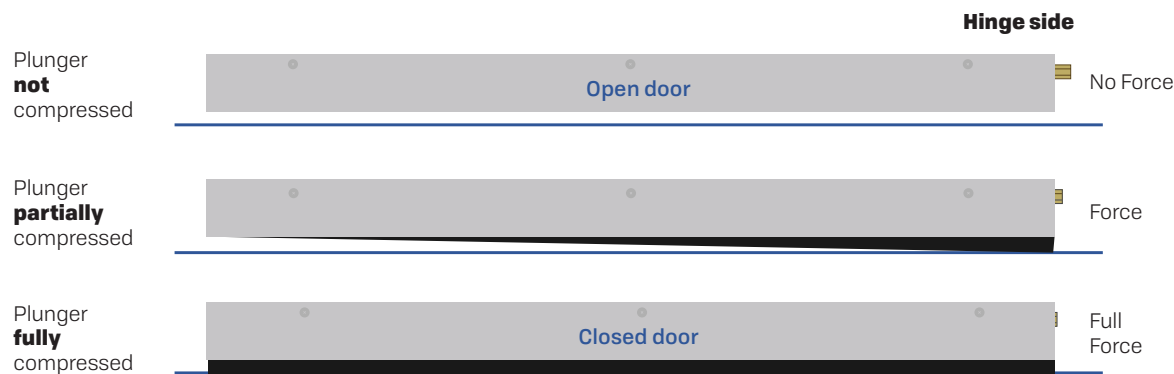 Hinge side
Plunger
not
compressed
Open door
No Force
Plunger
partially
compressed
Force
Plunger
fully
compressed
Closed door
Full
Force